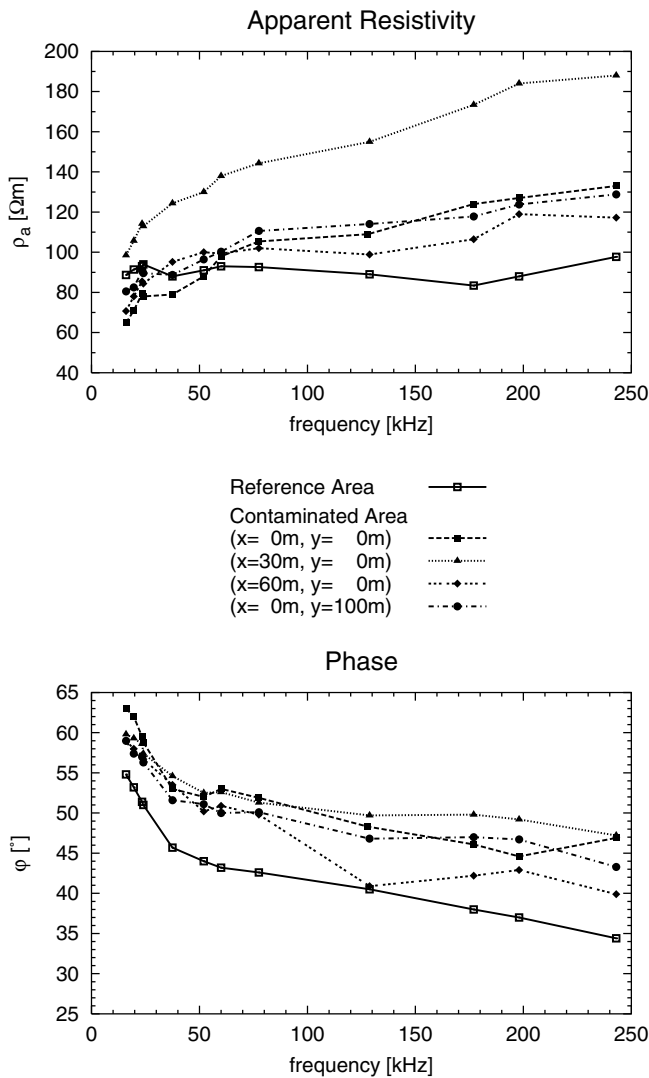 Apparent Resistivity
200
180
160
140
120
100
80
60
40
ρa [Ωm]
0 50 100 150 200 250
frequency [kHz]
Reference Area
Contaminated Area
(x= 0m, y= 0m)
(x=30m, y= 0m)
(x=60m, y= 0m)
(x= 0m, y=100m)
Phase
65
60
55
50
45
40
35
30
25
φ [°]
0 50 100 150 200 250
frequency [kHz]